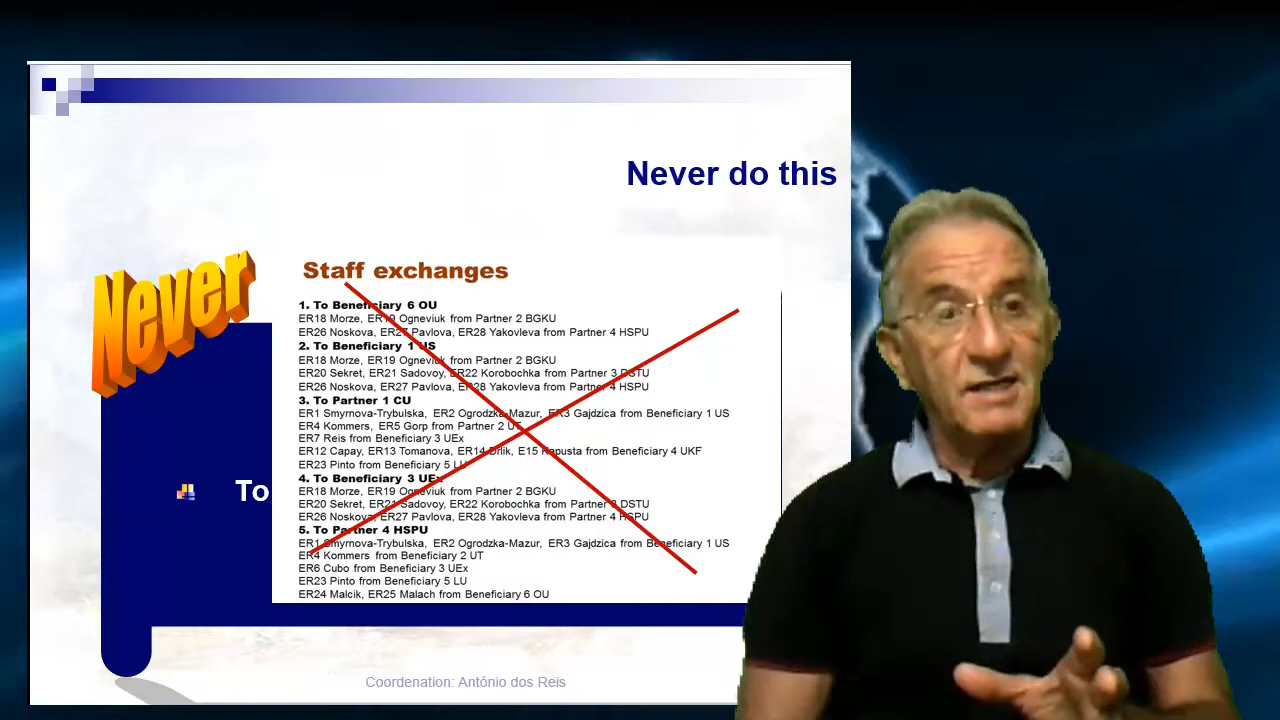 Never do this
Never
Staff exchanges
1. To Beneficiary 6 OU
ER18 Morze, ER19 Ogneviuk from Partner 2 BGKU
ER26 Noskova, ER27 Pavlova, ER28 Yakovleva from Partner 4 HSPU
2. To Beneficiary 1 US
ER18 Morze, ER19 Ogneviuk from Partner 2 BGKU
ER20 Sekret, ER21 Sadovoy, ER22 Korobochka from Partner 3 DSTU
ER26 Noskova, ER27 Pavlova, ER28 Yakovleva from Partner 4 HSPU
3. To Partner 1 CU
ER1 Smyrnova-Trybulska, ER2 Ogrodzka-Mazur, ER3 Gajdzica from Beneficiary 1 US
ER4 Kommers, ER5 Gorp from Partner 2 UT
ER7 Reis from Beneficiary 3 UEx
ER12 Capay, ER13 Tomanova, ER14 Drlik, E15 Kapusta from Beneficiary 4 UKF
ER23 Pinto from Beneficiary 5 LU
4. To Beneficiary 3 UEx
ER18 Morze, ER19 Ogneviuk from Partner 2 BGKU
ER20 Sekret, ER21 Sadovoy, ER22 Korobochka from Partner 3 DSTU
ER26 Noskova, ER27 Pavlova, ER28 Yakovleva from Partner 4 HSPU
5. To Partner 4 HSPU
ER1 Smyrnova-Trybulska, ER2 Ogrodzka-Mazur, ER3 Gajdzica from Beneficiary 1 US
ER4 Kommers from Beneficiary 2 UT
ER6 Cubo from Beneficiary 3 UEx
ER23 Pinto from Beneficiary 5 LU
ER24 Malcik, ER25 Malach from Beneficiary 6 OU
To
Coordenation: António dos Reis